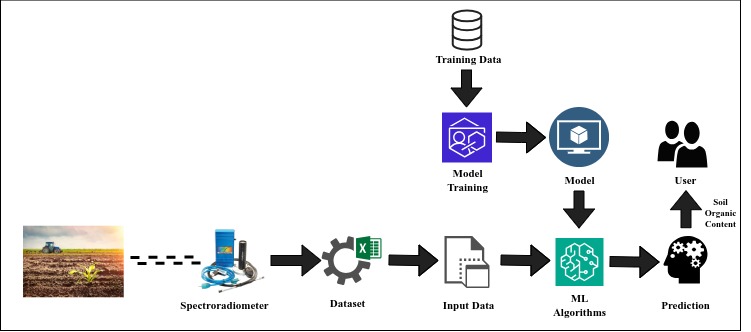 Training Data
Model
Training
Model
User
Soil
Organic
Content
Spectroradiometer
Dataset
X
Input Data
ML
Algorithms
Prediction